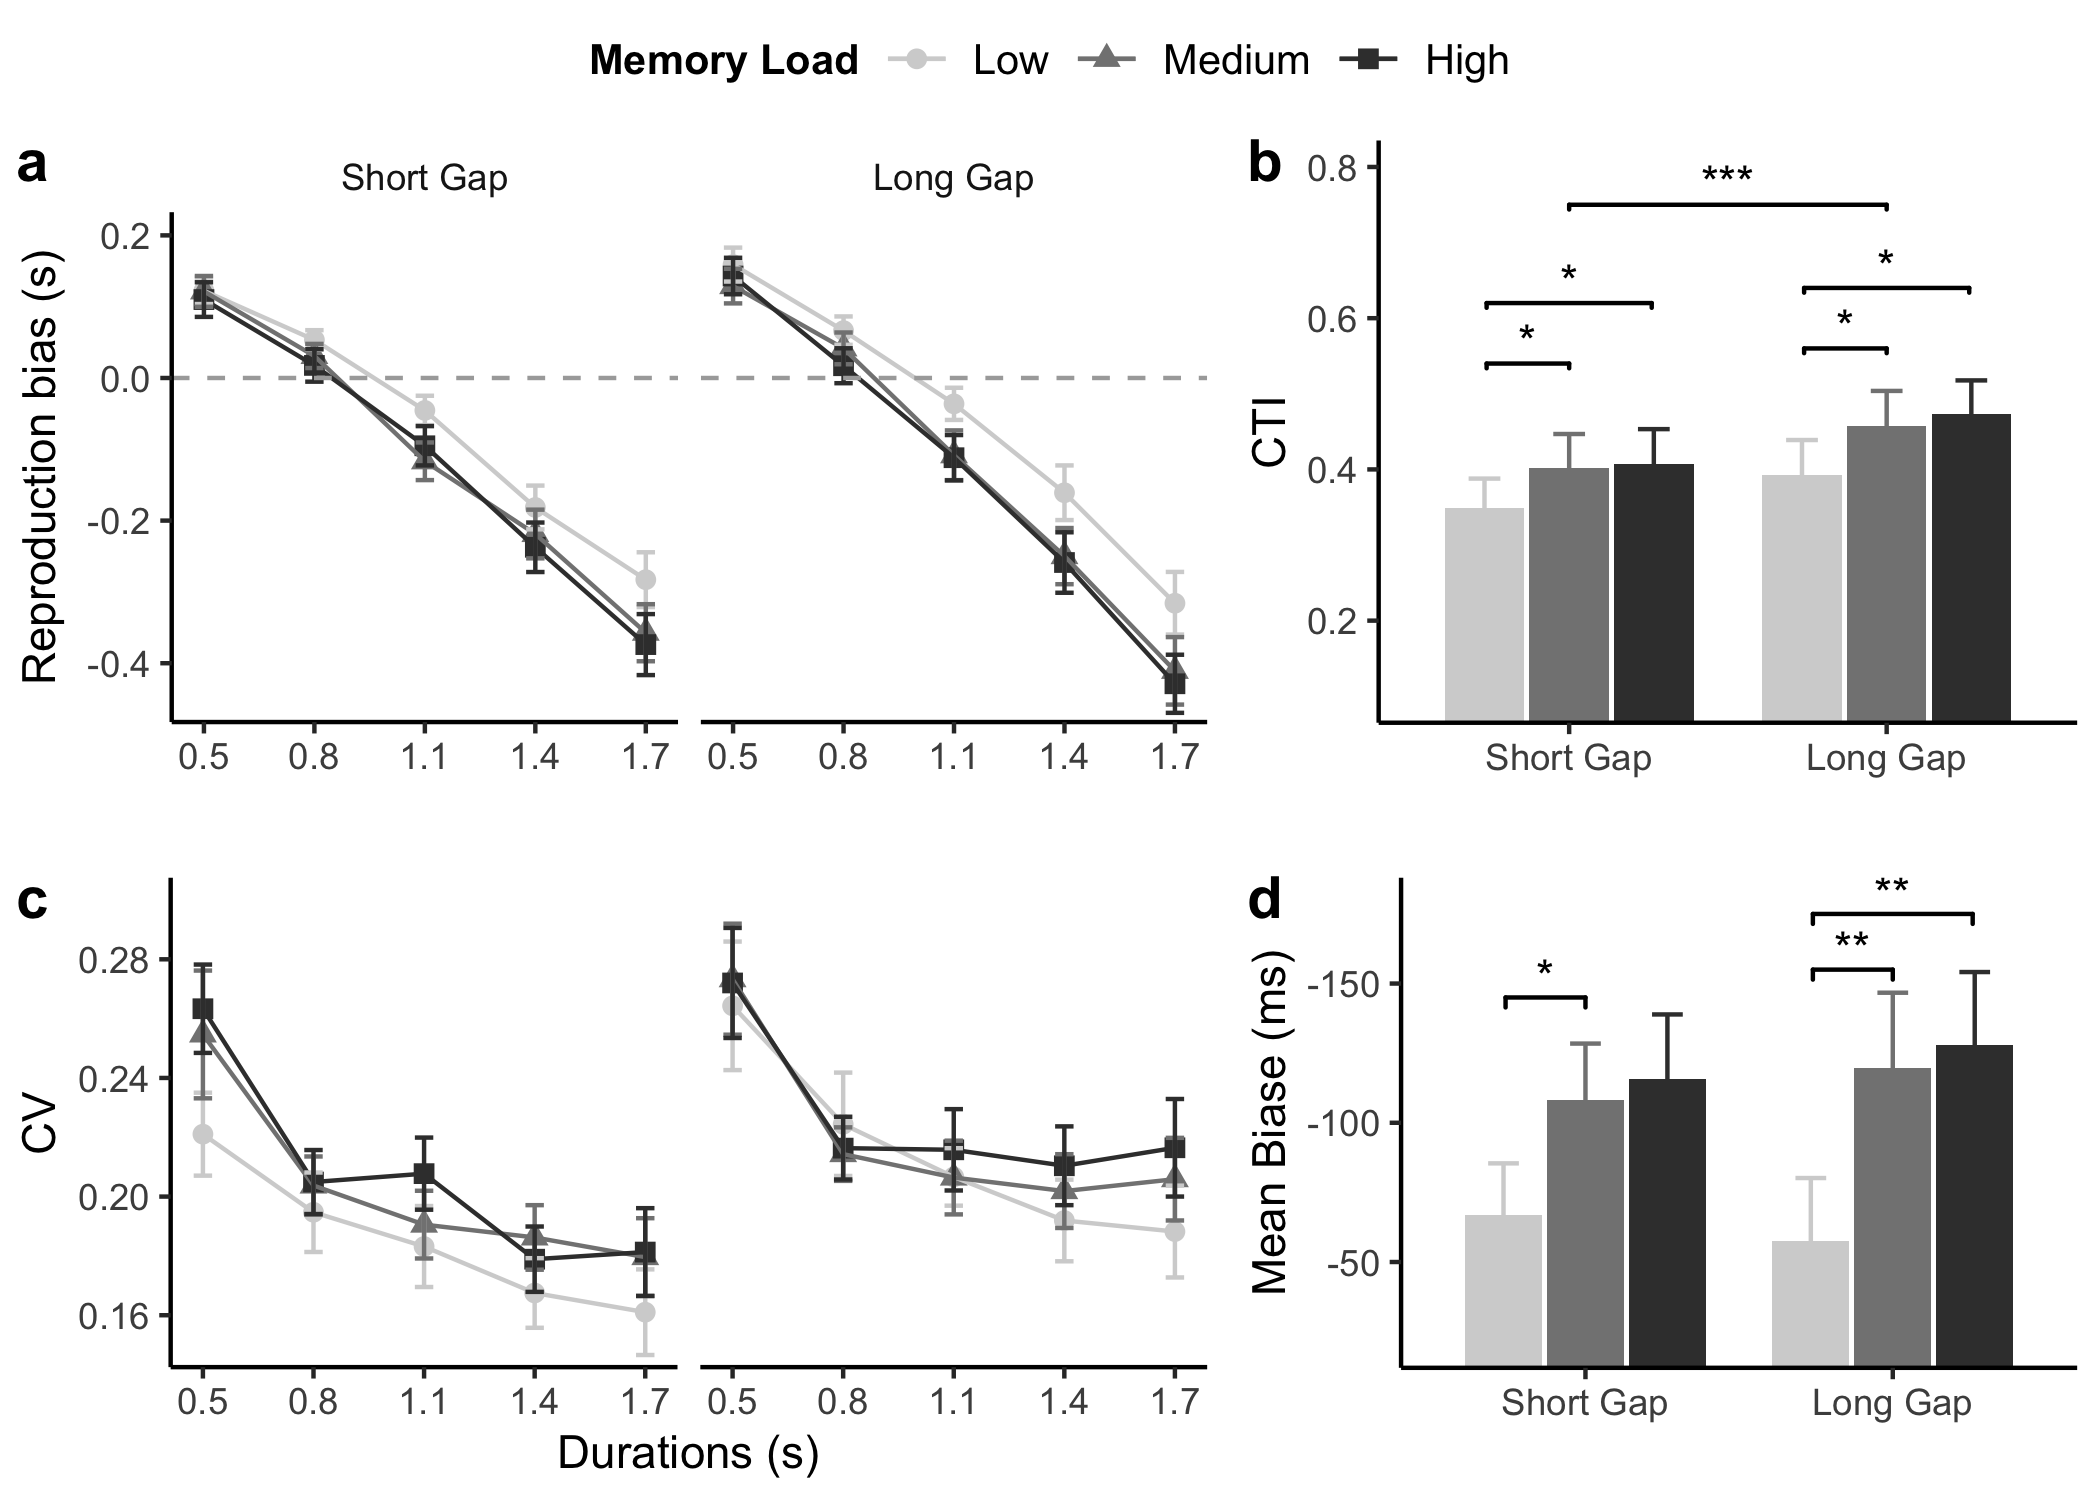 Memory Load Low Medium High
a
Short Gap
Long Gap
Reproduction bias (s)
0.2
0.0
-0.2
-0.4
0.5 0.8 1.1 1.4 1.7
0.5 0.8 1.1 1.4 1.7
b
CTI
0.8
0.6
0.4
0.2
***
*
*
*
*
Short Gap Long Gap
c
CV
0.28
0.24
0.20
0.16
0.5 0.8 1.1 1.4 1.7
0.5 0.8 1.1 1.4 1.7
Durations (s)
d
Mean Biase (ms)
-150
-100
-50
**
**
*
Short Gap Long Gap